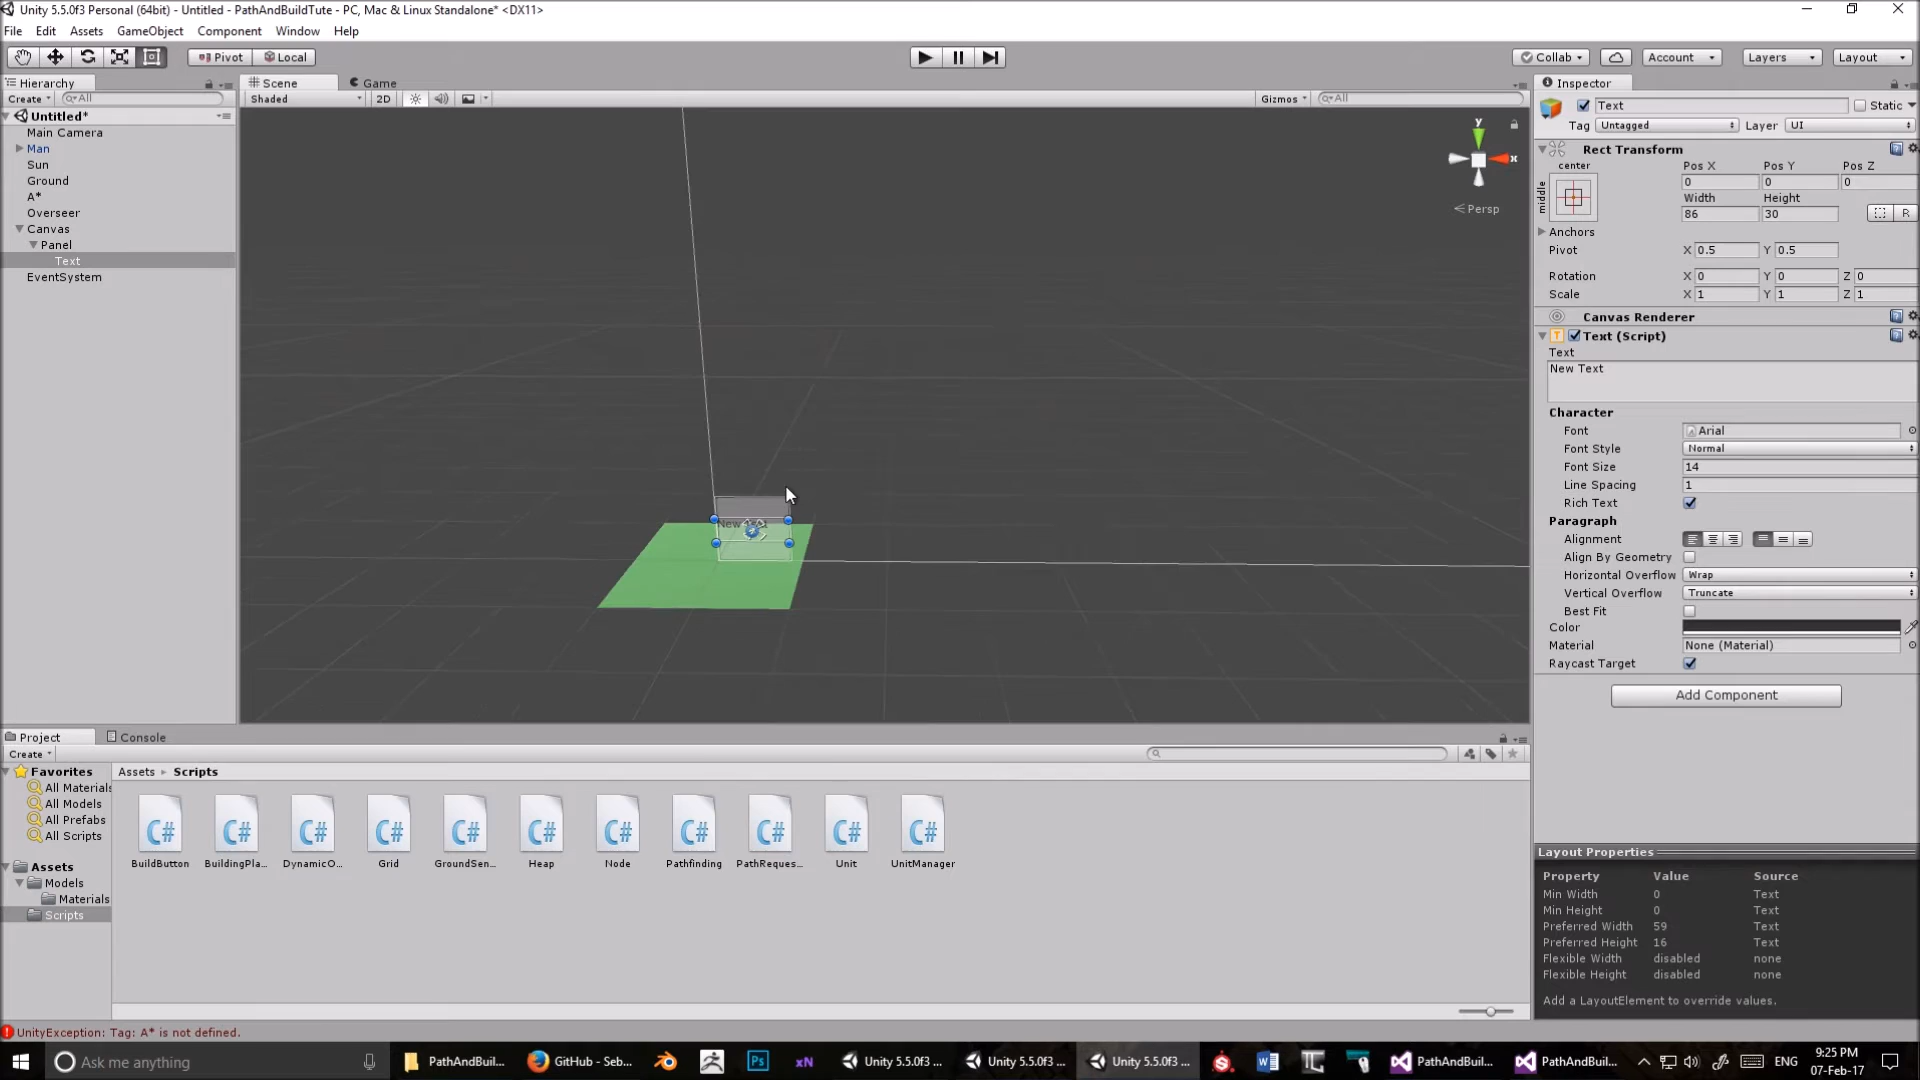 Unity 5.5.0f3 Personal (64bit) - Untitled - PathAndBuildTute - PC, Mac & Linux Standalone* <DX11>
File Edit Assets GameObject Component Window Help
Pivot Local
Collab Account Layers Layout
Hierarchy
Create All
Untitled*
Main Camera
Man
Sun
Ground
A*
Overseer
Canvas
Panel
Text
EventSystem
Scene Game
Shaded 2D Gizmos All
y
x
Persp
New
Inspector
Text Static
Tag Untagged Layer UI
Rect Transform
center
middle
Pos X Pos Y Pos Z
0 0 0
Width Height
86 30
R
Anchors
Pivot X 0.5 Y 0.5
Rotation X 0 Y 0 Z 0
Scale X 1 Y 1 Z 1
Canvas Renderer
Text (Script)
Text
New Text
Character
Font Arial
Font Style Normal
Font Size 14
Line Spacing 1
Rich Text
Paragraph
Alignment
Align By Geometry
Horizontal Overflow Wrap
Vertical Overflow Truncate
Best Fit
Color
Material None (Material)
Raycast Target
Add Component
Layout Properties
Property Value Source
Min Width 0 Text
Min Height 0 Text
Preferred Width 59 Text
Preferred Height 16 Text
Flexible Width disabled none
Flexible Height disabled none
Add a LayoutElement to override values.
Project Console
Create
Favorites
All Materials
All Models
All Prefabs
All Scripts
Assets
Models
Materials
Scripts
Assets Scripts
C# C# C# C# C# C# C# C# C# C# C#
BuildButton BuildingPla... DynamicO... Grid GroundSen... Heap Node Pathfinding PathReques... Unit UnitManager
UnityException: Tag: A* is not defined.
Ask me anything
PathAndBuil... GitHub - Seb... Ps xN Unity 5.5.0f3 ... Unity 5.5.0f3 ... Unity 5.5.0f3 ... PathAndBuil... PathAndBuil... ENG
9:25 PM
07-Feb-17